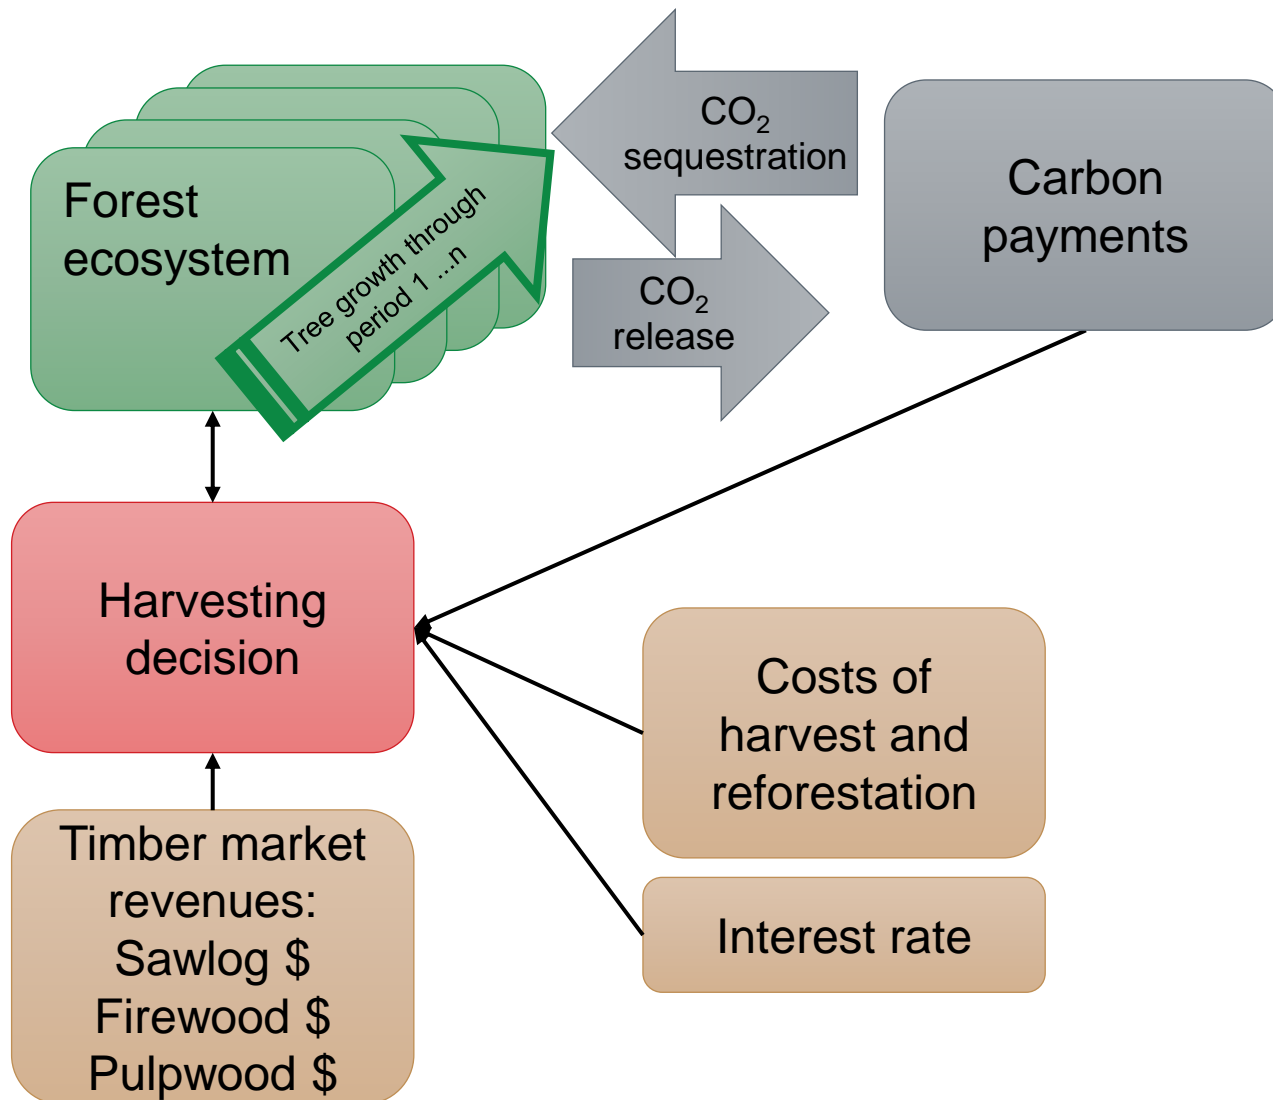 Forest
ecosystem
Tree growth through
period 1 ...n
CO₂
sequestration
CO₂
release
Carbon
payments
Harvesting
decision
Costs of
harvest and
reforestation
Interest rate
Timber market
revenues:
Sawlog $
Firewood $
Pulpwood $